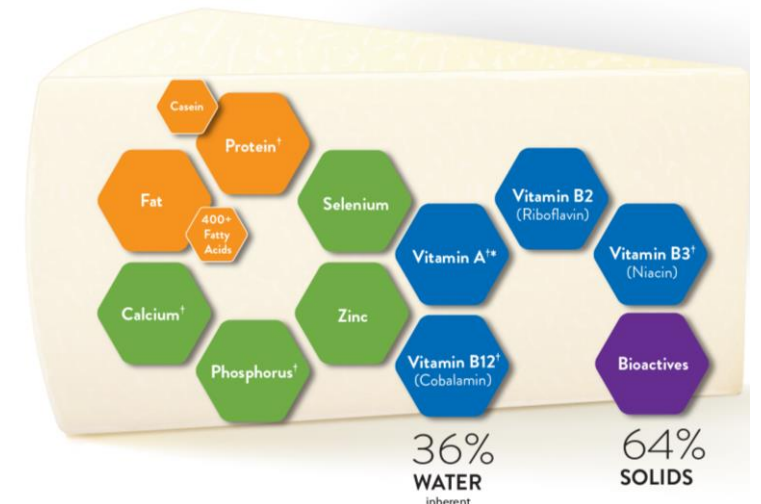 Casein
Protein†
Fat
400+
Fatty
Acids
Selenium
Vitamin B2
(Riboflavin)
Vitamin A†*
Vitamin B3†
(Niacin)
Calcium†
Zinc
Phosphorus†
Vitamin B12†
(Cobalamin)
Bioactives
36%
WATER
inherent
64%
SOLIDS